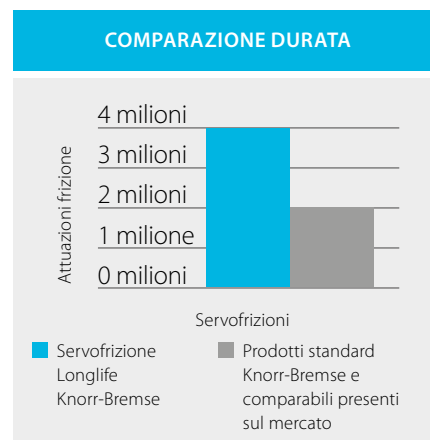 COMPARAZIONE DURATA
Attuazioni frizione
4 milioni
3 milioni
2 milioni
1 milione
0 milioni
Servofrizioni
Servofrizione
Longlife
Knorr-Bremse
Prodotti standard
Knorr-Bremse e
comparabili presenti
sul mercato